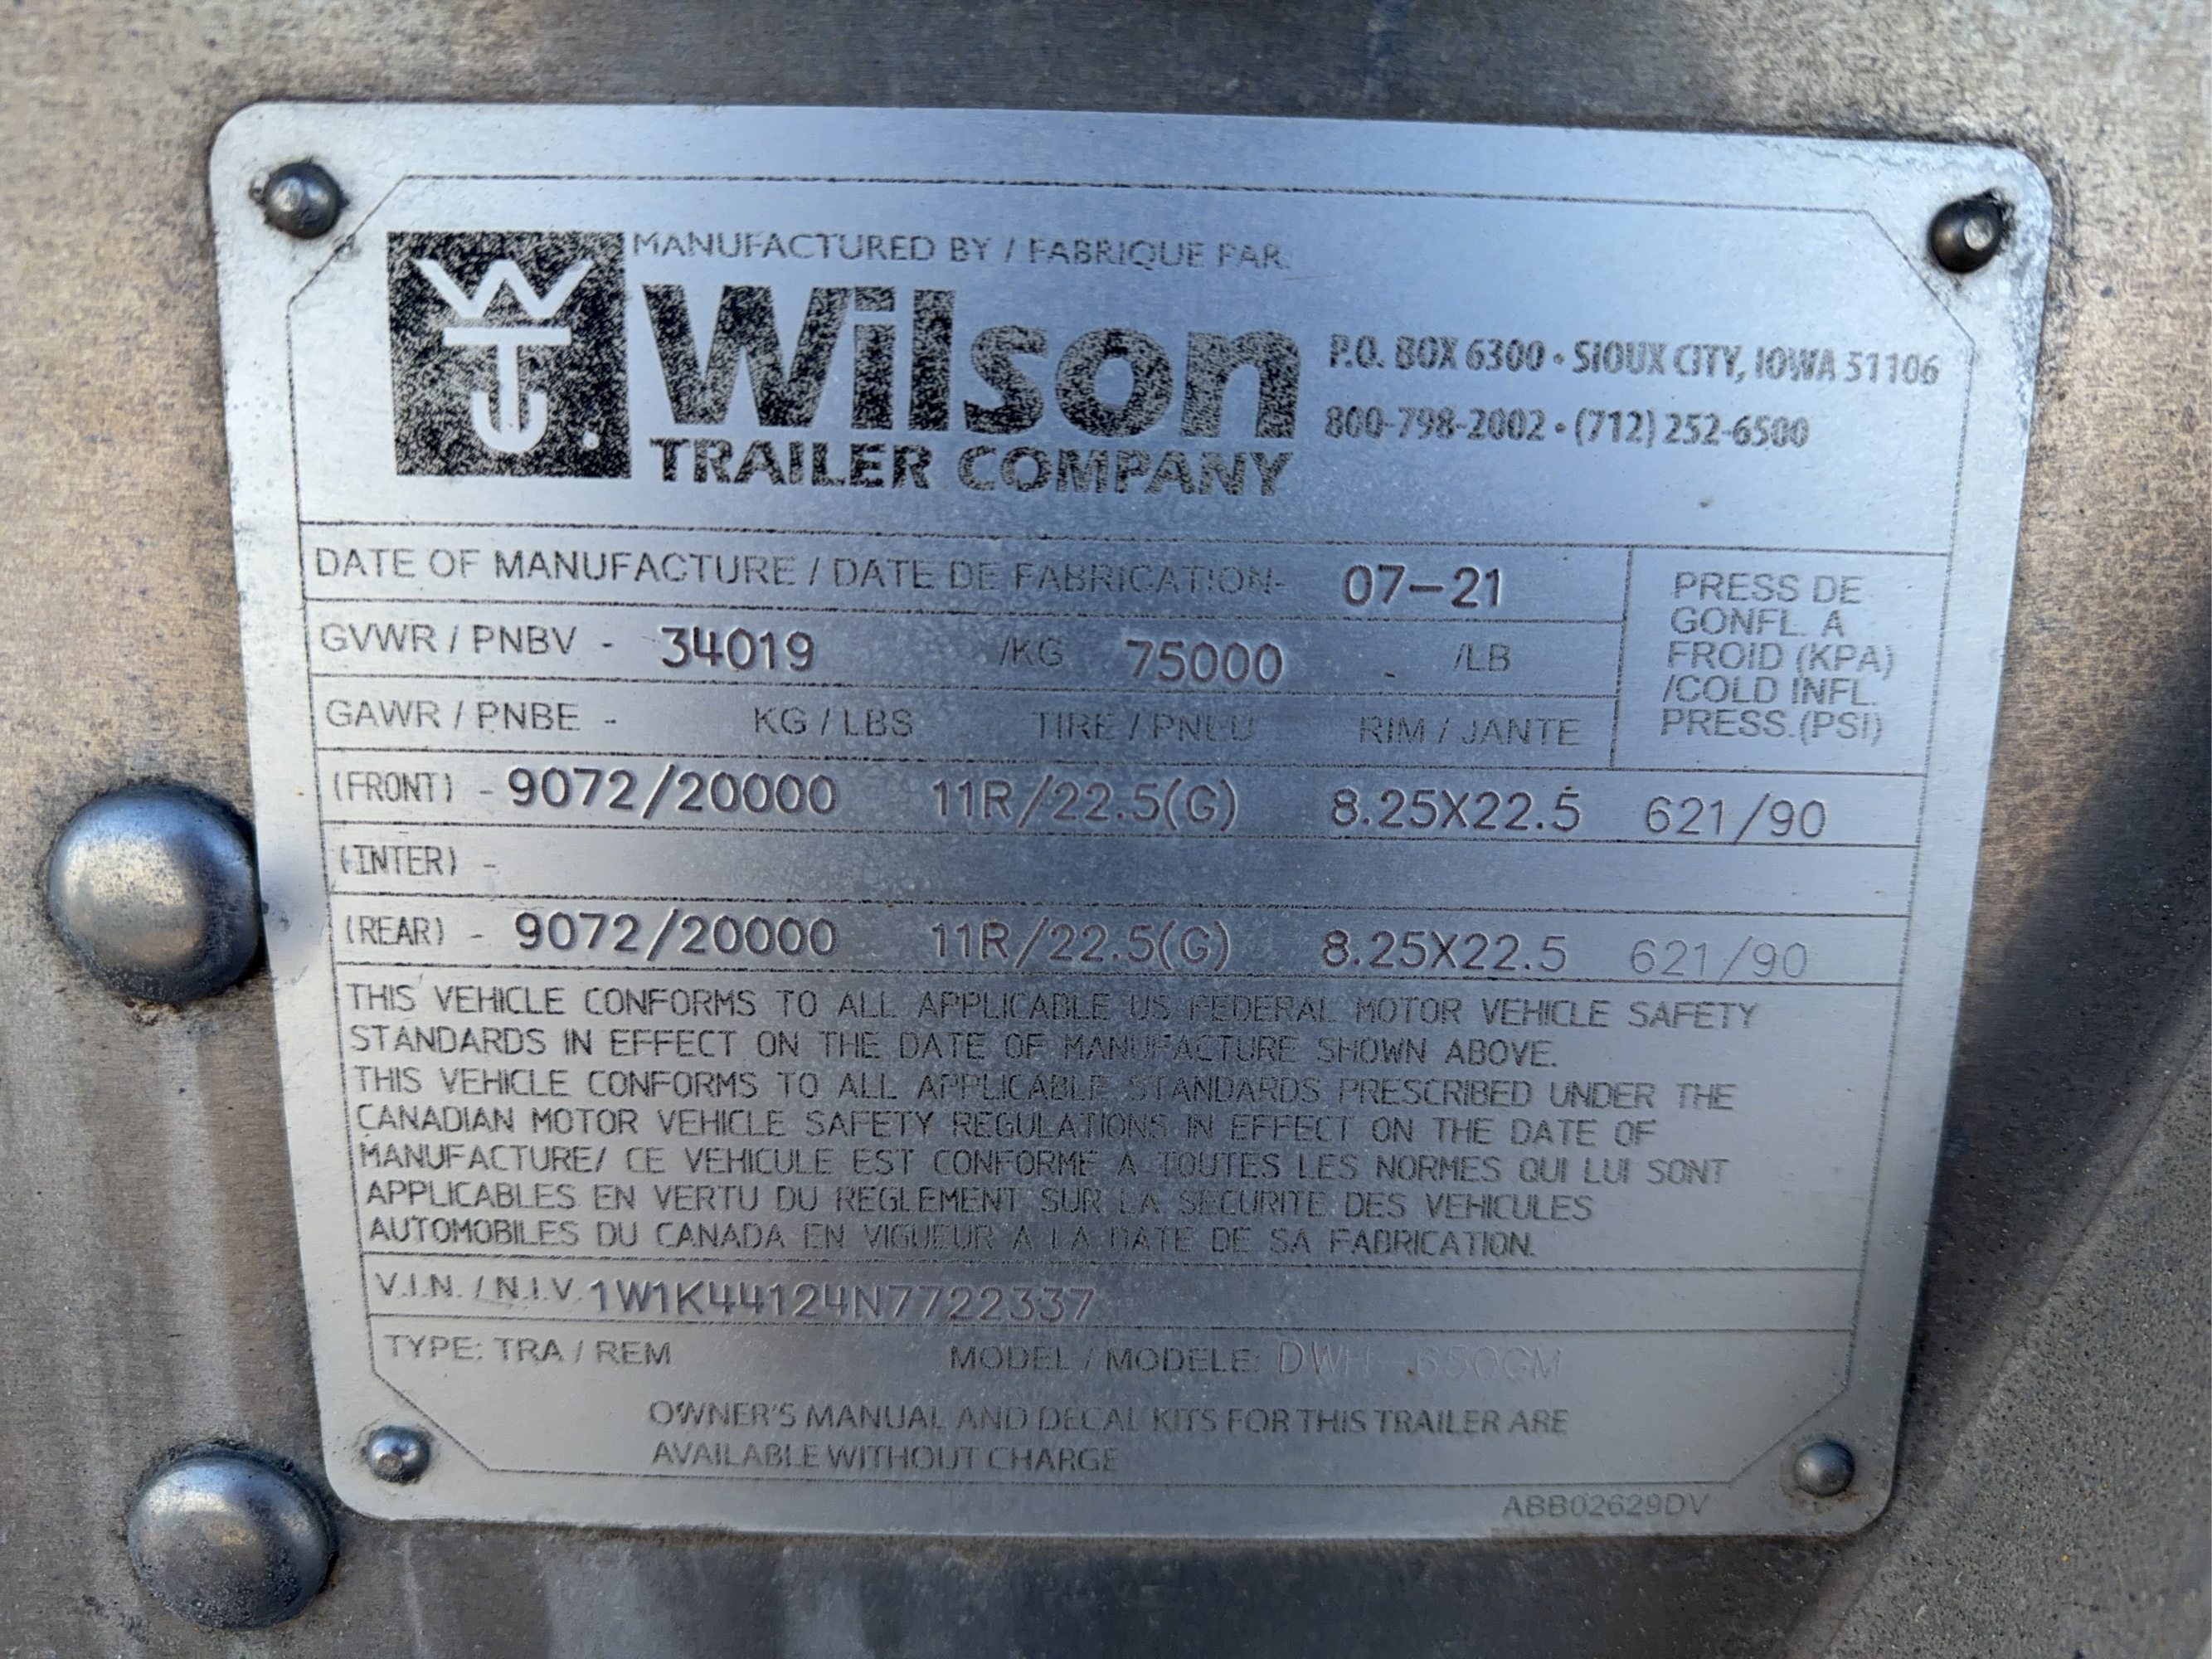 MANUFACTURED BY / FABRIQUE PAR:
WTC
Wilson
TRAILER COMPANY
P.O. BOX 6300 • SIOUX CITY, IOWA 51106
800-798-2002 • (712) 252-6500
DATE OF MANUFACTURE / DATE DE FABRICATION- 07-21
GVWR / PNBV - 34019 /KG 75000 /LB
GAWR / PNBE - KG / LBS TIRE / PNEU RIM / JANTE
PRESS DE
GONFL. A
FROID (KPA)
/COLD INFL.
PRESS.(PSI)
(FRONT) - 9072/20000 11R/22.5(G) 8.25X22.5 621/90
(INTER) -
(REAR) - 9072/20000 11R/22.5(G) 8.25X22.5 621/90
THIS VEHICLE CONFORMS TO ALL APPLICABLE US FEDERAL MOTOR VEHICLE SAFETY
STANDARDS IN EFFECT ON THE DATE OF MANUFACTURE SHOWN ABOVE.
THIS VEHICLE CONFORMS TO ALL APPLICABLE STANDARDS PRESCRIBED UNDER THE
CANADIAN MOTOR VEHICLE SAFETY REGULATIONS IN EFFECT ON THE DATE OF
MANUFACTURE/ CE VEHICULE EST CONFORME A TOUTES LES NORMES QUI LUI SONT
APPLICABLES EN VERTU DU REGLEMENT SUR LA SECURITE DES VEHICULES
AUTOMOBILES DU CANADA EN VIGUEUR A LA DATE DE SA FABRICATION.
V.I.N. / N.I.V. 1W1K44124N7722337
TYPE: TRA / REM MODEL / MODELE:
OWNER'S MANUAL AND DECAL KITS FOR THIS TRAILER ARE
AVAILABLE WITHOUT CHARGE
ABB02629DV